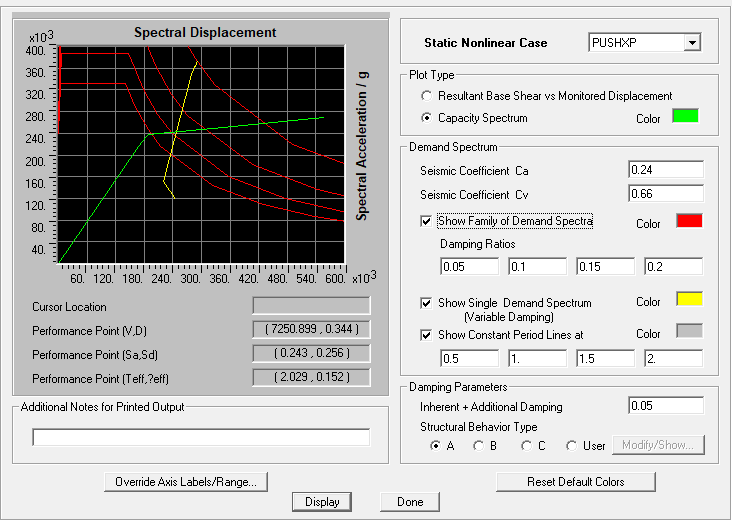 Spectral Displacement
x10-3
400.
360.
320.
280.
240.
200.
160.
120.
80.
40.
Spectral Acceleration / g
60. 120. 180. 240. 300. 360. 420. 480. 540. 600. x10-3
Cursor Location
Performance Point (V,D) ( 7250.899 , 0.344 )
Performance Point (Sa,Sd) ( 0.243 , 0.256 )
Performance Point (Teff,?eff) ( 2.029 , 0.152 )
Additional Notes for Printed Output
Override Axis Labels/Range...
Static Nonlinear Case PUSHXP
Plot Type
Resultant Base Shear vs Monitored Displacement
Capacity Spectrum Color
Demand Spectrum
Seismic Coefficient Ca 0.24
Seismic Coefficient Cv 0.66
Show Family of Demand Spectra Color
Damping Ratios
0.05 0.1 0.15 0.2
Show Single Demand Spectrum Color
(Variable Damping)
Show Constant Period Lines at Color
0.5 1. 1.5 2.
Damping Parameters
Inherent + Additional Damping 0.05
Structural Behavior Type
A B C User Modify/Show...
Reset Default Colors
Display Done